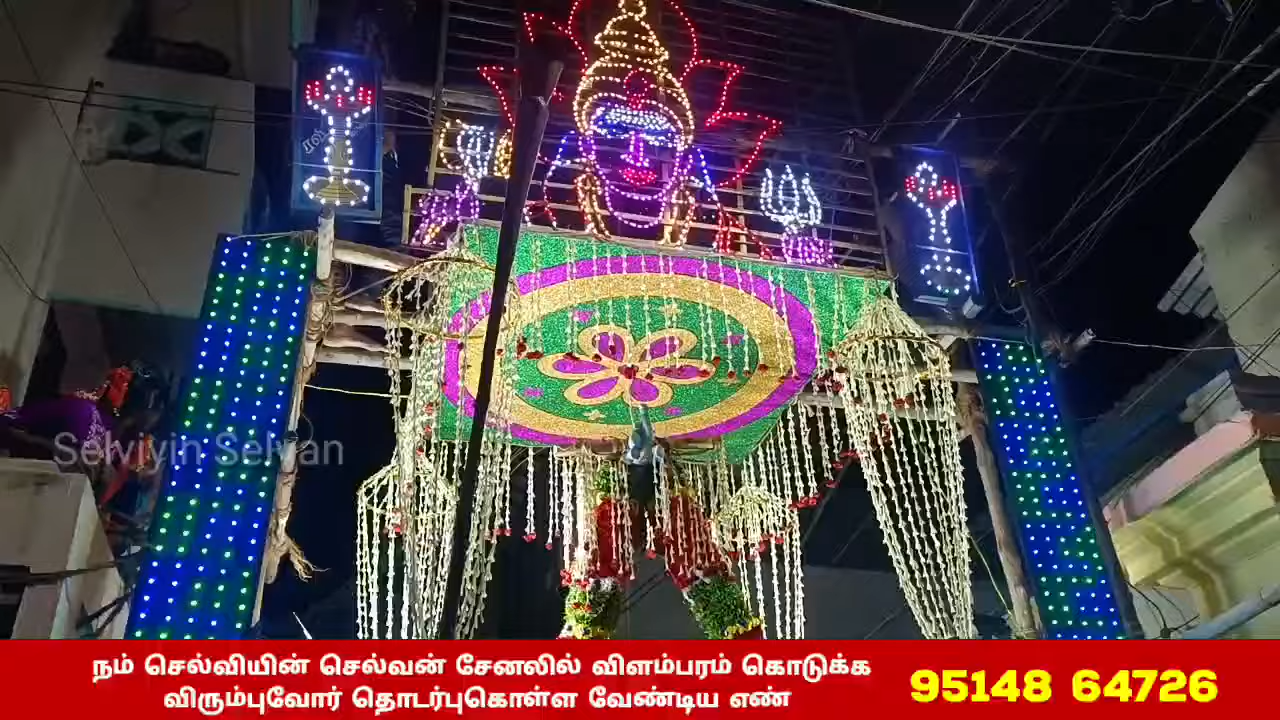 Selviyin Selvan
நம் செல்வியின் செல்வன் சேனலில் விளம்பரம் கொடுக்க
விரும்புவோர் தொடர்புகொள்ள வேண்டிய எண்
95148 64726